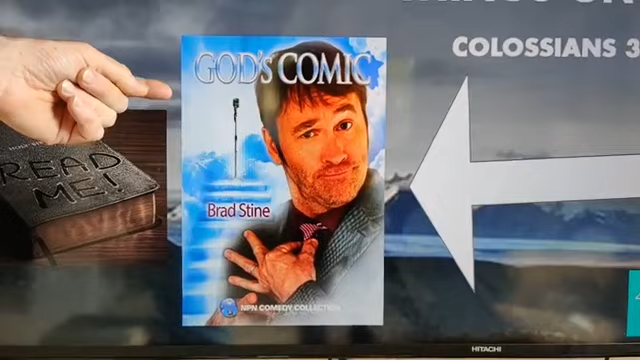 COLOSSIANS 3
GOD'S COMIC
READ
ME!
Brad Stine
NPN COMEDY COLLECTION
HITACHI